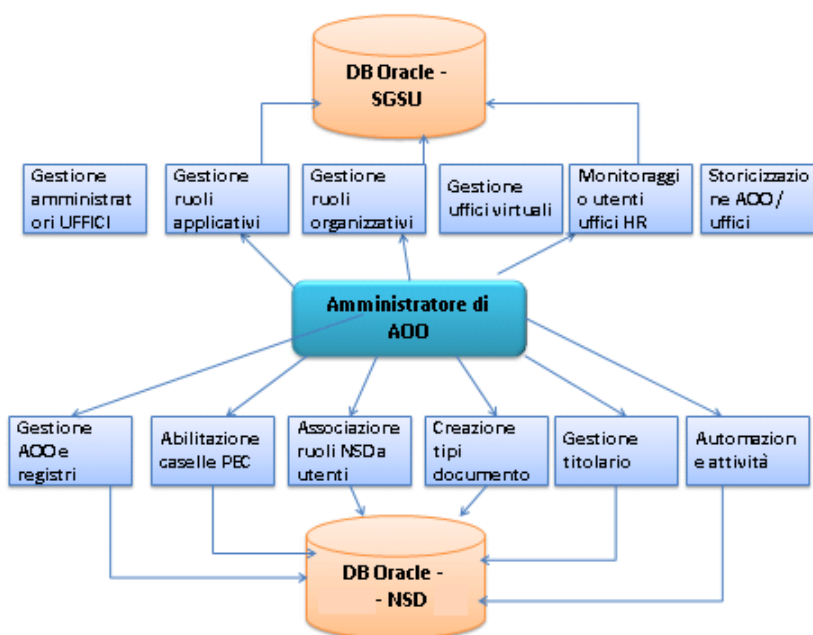 DB Oracle -
SGSU
Gestione
amministrat
ori UFFICI
Gestione
ruoli
applicativi
Gestione
ruoli
organizzativi
Gestione
uffici virtuali
Monitoraggi
o utenti
uffici HR
Storicizzazio
ne AOO /
uffici
Amministratore di
AOO
Gestione
AOO e
registri
Abilitazione
caselle PEC
Associazione
ruoli NSD a
utenti
Creazione
tipi
documento
Gestione
titolario
Automazion
e attività
DB Oracle -
- NSD